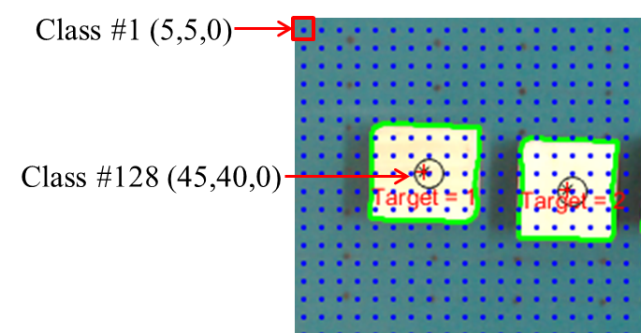 Class #1 (5,5,0)
Class #128 (45,40,0)
Target = 1
Target = 2